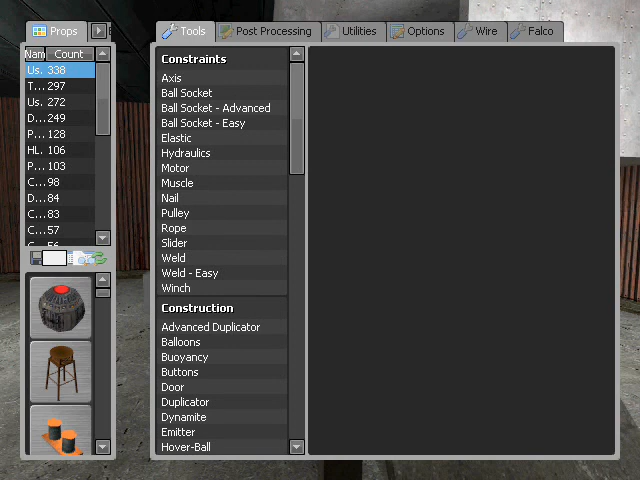 Props
Nam Count
Us. 338
T... 297
Us. 272
D... 249
P... 128
HL. 106
P... 103
C... 98
D... 84
C... 83
C... 57
C... 56
Tools Post Processing Utilities Options Wire Falco
Constraints
Axis
Ball Socket
Ball Socket - Advanced
Ball Socket - Easy
Elastic
Hydraulics
Motor
Muscle
Nail
Pulley
Rope
Slider
Weld
Weld - Easy
Winch
Construction
Advanced Duplicator
Balloons
Buoyancy
Buttons
Door
Duplicator
Dynamite
Emitter
Hover-Ball